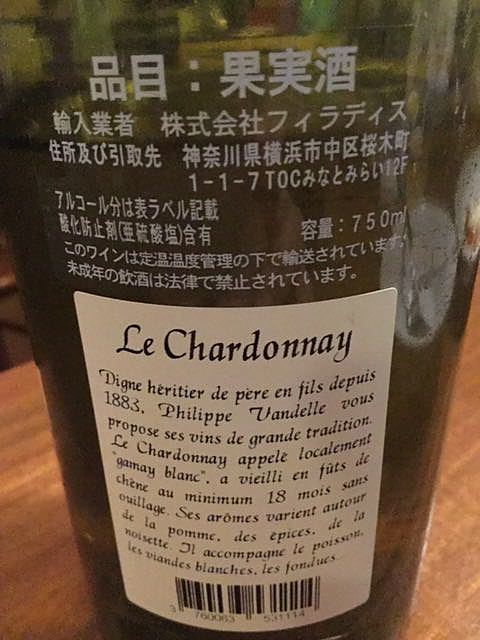 品目：果実酒
輸入業者　株式会社フィラディス
住所及び引取先　神奈川県横浜市中区桜木町
1-1-7TOCみなとみらい12F
アルコール分は表ラベル記載
酸化防止剤(亜硫酸塩)含有　容量：750ml
このワインは定温温度管理の下で輸送されています。
未成年の飲酒は法律で禁止されています。
Le Chardonnay
Digne héritier de père en fils depuis
1883, Philippe Vandelle vous
propose ses vins de grande tradition.
Le Chardonnay appelé localement
"gamay blanc", a vieilli en fûts de
chêne au minimum 18 mois sans
ouillage. Ses arômes varient autour
de la pomme, des épices, de la
noisette. Il accompagne le poisson,
les viandes blanches, les fondues.
3 760063 531114